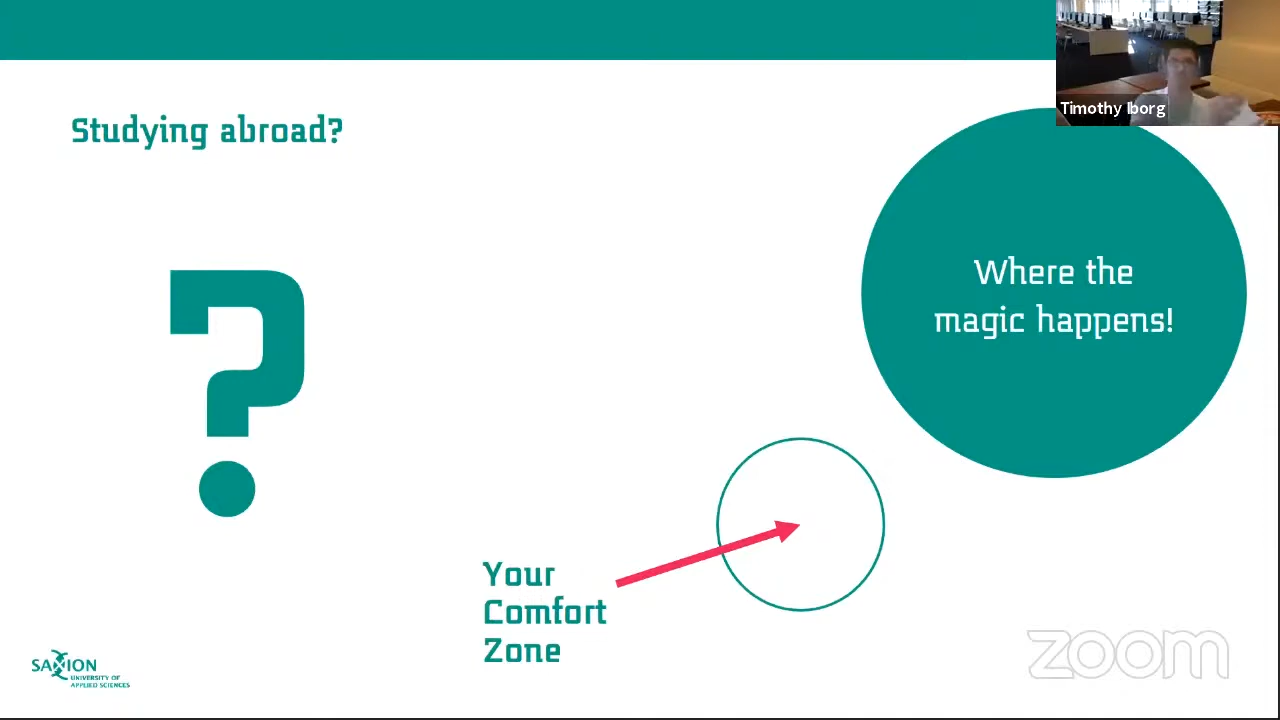 Timothy Iborg
Studying abroad?
?
Where the
magic happens!
Your
Comfort
Zone
SAXION
UNIVERSITY OF
APPLIED SCIENCES
zoom